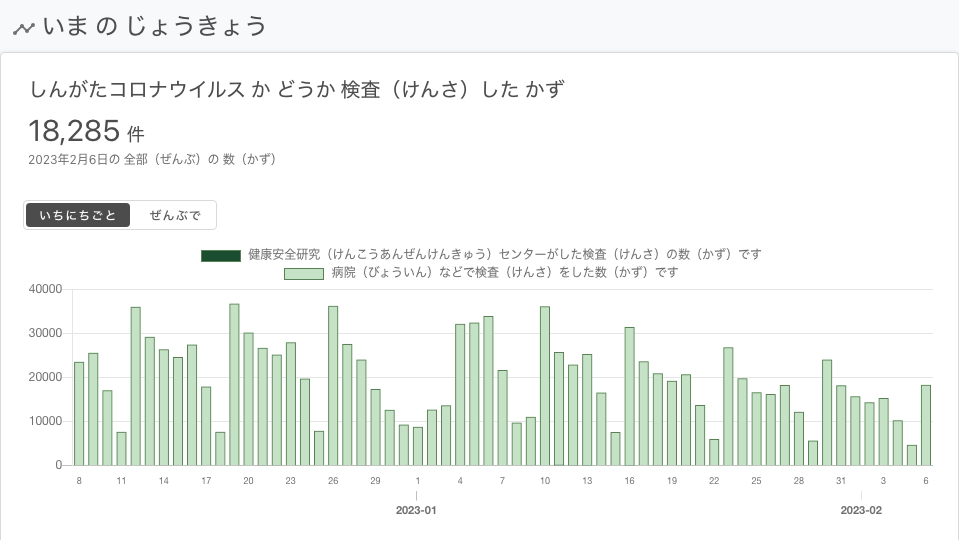 いま の じょうきょう
しんがたコロナウイルス か どうか 検査（けんさ）した かず
18,285 件
2023年2月6日の 全部（ぜんぶ）の 数（かず）
いちにちごと ぜんぶで
健康安全研究（けんこうあんぜんけんきゅう）センターがした検査（けんさ）の数（かず）です
病院（びょういん）などで検査（けんさ）をした数（かず）です
40000
30000
20000
10000
0
8 11 14 17 20 23 26 29 1 4 7 10 13 16 19 22 25 28 31 3 6
2023-01 2023-02